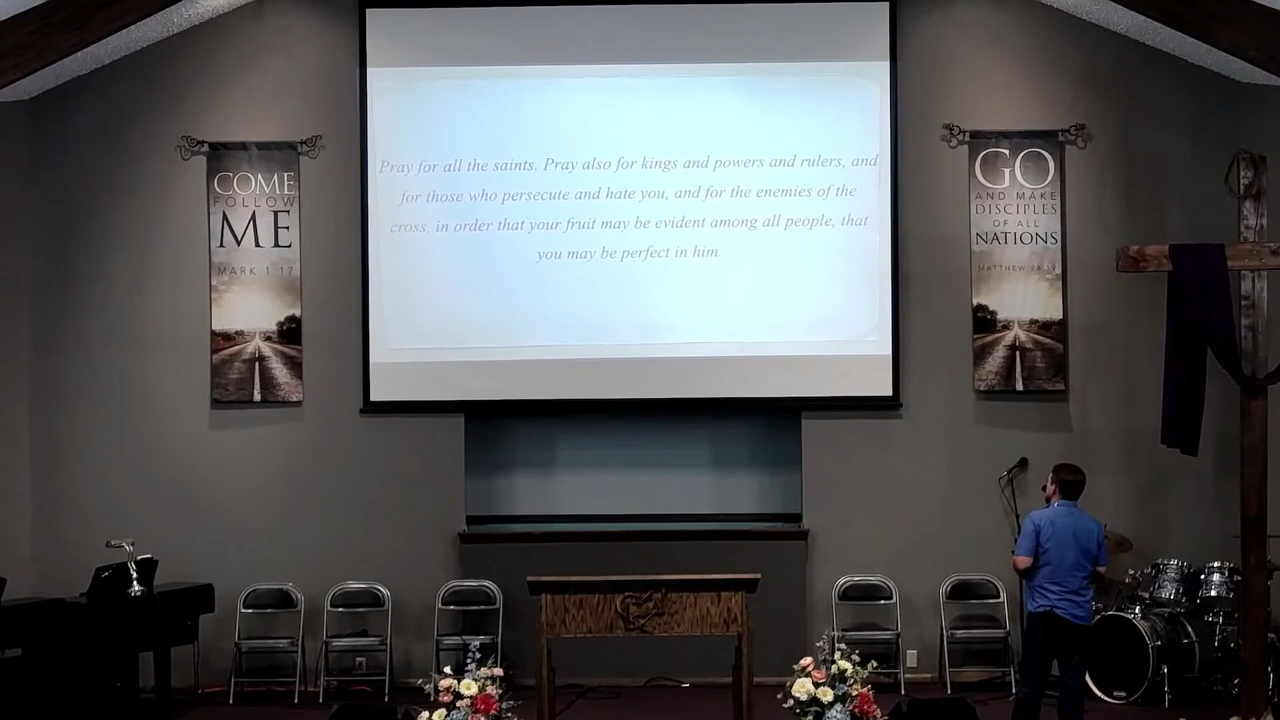 COME
FOLLOW
ME
MARK 1:17
Pray for all the saints. Pray also for kings and powers and rulers, and
for those who persecute and hate you, and for the enemies of the
cross, in order that your fruit may be evident among all people, that
you may be perfect in him.
GO
AND MAKE
DISCIPLES
OF ALL
NATIONS
MATTHEW 28:19